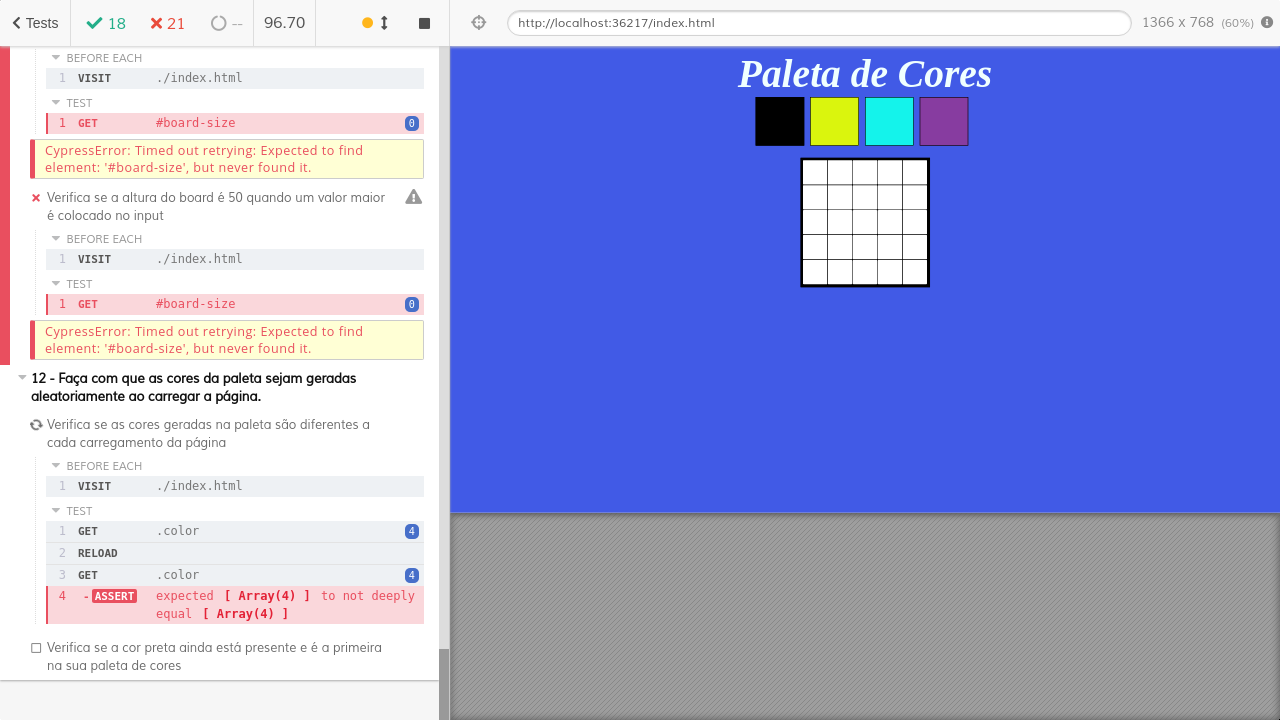 Tests
18
21
--
96.70
http://localhost:36217/index.html
1366 x 768 (60%)
BEFORE EACH
1 VISIT ./index.html
TEST
1 GET #board-size 0
CypressError: Timed out retrying: Expected to find
element: '#board-size', but never found it.
Verifica se a altura do board é 50 quando um valor maior
é colocado no input
BEFORE EACH
1 VISIT ./index.html
TEST
1 GET #board-size 0
CypressError: Timed out retrying: Expected to find
element: '#board-size', but never found it.
12 - Faça com que as cores da paleta sejam geradas
aleatoriamente ao carregar a página.
Verifica se as cores geradas na paleta são diferentes a
cada carregamento da página
BEFORE EACH
1 VISIT ./index.html
TEST
1 GET .color 4
2 RELOAD
3 GET .color 4
4 -ASSERT expected [ Array(4) ] to not deeply
equal [ Array(4) ]
Verifica se a cor preta ainda está presente e é a primeira
na sua paleta de cores
Paleta de Cores